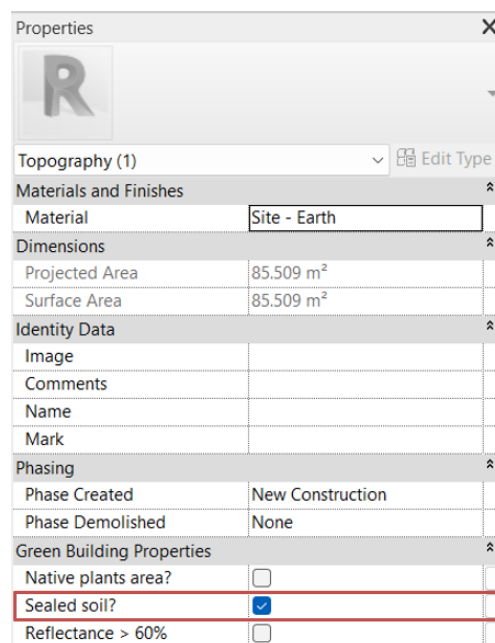 Properties
Topography (1) Edit Type
Materials and Finishes
Material Site - Earth
Dimensions
Projected Area 85.509 m²
Surface Area 85.509 m²
Identity Data
Image
Comments
Name
Mark
Phasing
Phase Created New Construction
Phase Demolished None
Green Building Properties
Native plants area?
Sealed soil?
Reflectance > 60%